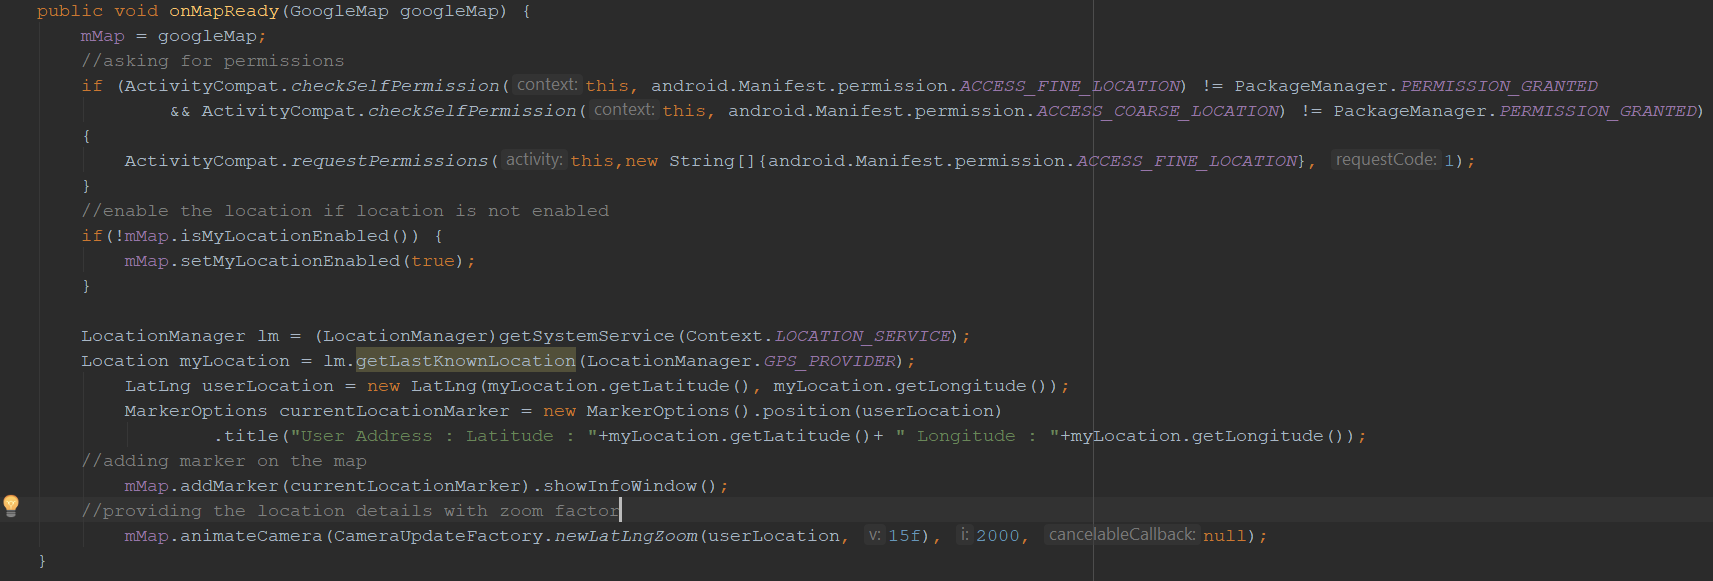 public void onMapReady(GoogleMap googleMap) {
mMap = googleMap;
//asking for permissions
if (ActivityCompat.checkSelfPermission( context: this, android.Manifest.permission.ACCESS_FINE_LOCATION) != PackageManager.PERMISSION_GRANTED
&& ActivityCompat.checkSelfPermission( context: this, android.Manifest.permission.ACCESS_COARSE_LOCATION) != PackageManager.PERMISSION_GRANTED)
{
ActivityCompat.requestPermissions( activity: this,new String[]{android.Manifest.permission.ACCESS_FINE_LOCATION}, requestCode: 1);
}
//enable the location if location is not enabled
if(!mMap.isMyLocationEnabled()) {
mMap.setMyLocationEnabled(true);
}
LocationManager lm = (LocationManager)getSystemService(Context.LOCATION_SERVICE);
Location myLocation = lm.getLastKnownLocation(LocationManager.GPS_PROVIDER);
LatLng userLocation = new LatLng(myLocation.getLatitude(), myLocation.getLongitude());
MarkerOptions currentLocationMarker = new MarkerOptions().position(userLocation)
.title("User Address : Latitude : "+myLocation.getLatitude()+ " Longitude : "+myLocation.getLongitude());
//adding marker on the map
mMap.addMarker(currentLocationMarker).showInfoWindow();
//providing the location details with zoom factor
mMap.animateCamera(CameraUpdateFactory.newLatLngZoom(userLocation, v: 15f), i: 2000, cancelableCallback: null);
}